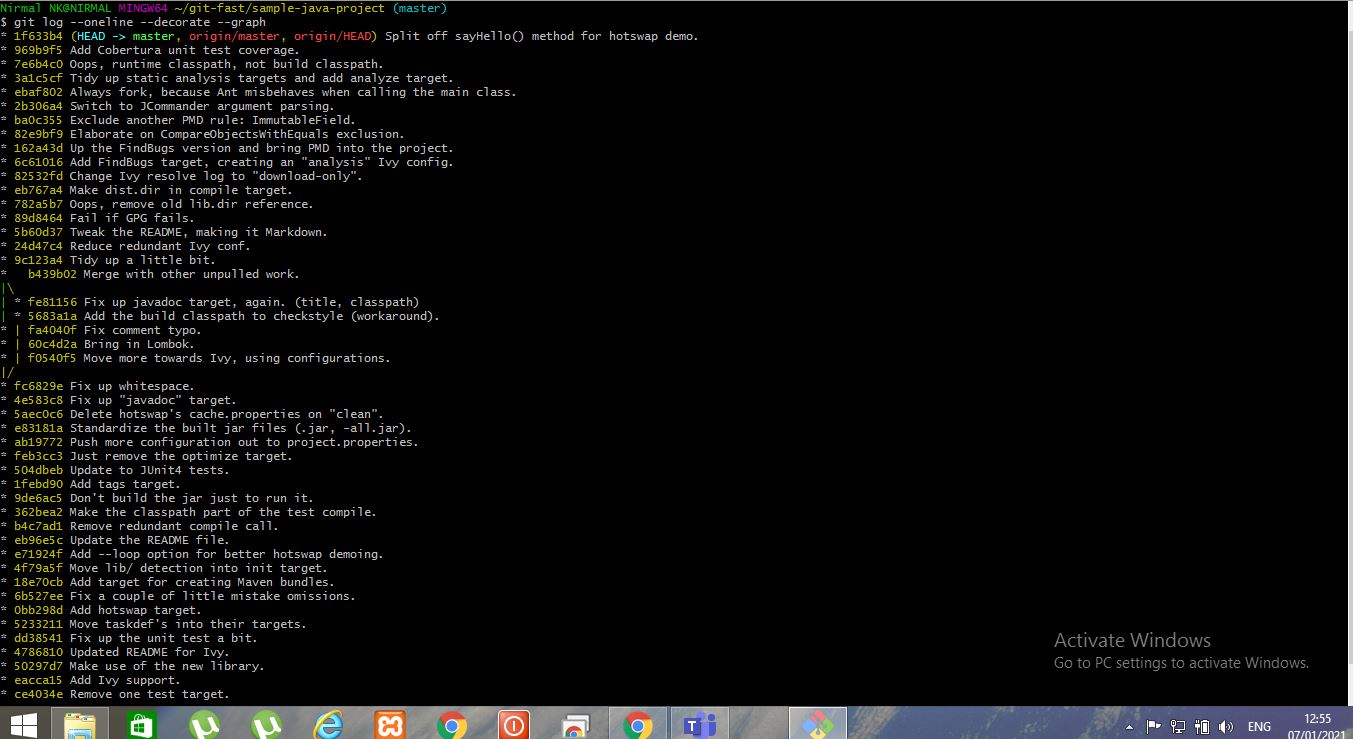 Nirmal NK@NIRMAL MINGW64 ~/git-fast/sample-java-project (master)
$ git log --oneline --decorate --graph
* 1f633b4 (HEAD -> master, origin/master, origin/HEAD) Split off sayHello() method for hotswap demo.
* 969b9f5 Add Cobertura unit test coverage.
* 7e6b4c0 Oops, runtime classpath, not build classpath.
* 3a1c5cf Tidy up static analysis targets and add analyze target.
* ebaf802 Always fork, because Ant misbehaves when calling the main class.
* 2b306a4 Switch to JCommander argument parsing.
* ba0c355 Exclude another PMD rule: ImmutableField.
* 82e9bf9 Elaborate on CompareObjectsWithEquals exclusion.
* 162a43d Up the FindBugs version and bring PMD into the project.
* 6c61016 Add FindBugs target, creating an "analysis" Ivy config.
* 82532fd Change Ivy resolve log to "download-only".
* eb767a4 Make dist.dir in compile target.
* 782a5b7 Oops, remove old lib.dir reference.
* 89d8464 Fail if GPG fails.
* 5b60d37 Tweak the README, making it Markdown.
* 24d47c4 Reduce redundant Ivy conf.
* 9c123a4 Tidy up a little bit.
*   b439b02 Merge with other unpulled work.
|\
| * fe81156 Fix up javadoc target, again. (title, classpath)
| * 5683a1a Add the build classpath to checkstyle (workaround).
* | fa4040f Fix comment typo.
* | 60c4d2a Bring in Lombok.
* | f0540f5 Move more towards Ivy, using configurations.
|/
* fc6829e Fix up whitespace.
* 4e583c8 Fix up "javadoc" target.
* 5aec0c6 Delete hotswap's cache.properties on "clean".
* e83181a Standardize the built jar files (.jar, -all.jar).
* ab19772 Push more configuration out to project.properties.
* feb3cc3 Just remove the optimize target.
* 504dbeb Update to JUnit4 tests.
* 1febd90 Add tags target.
* 9de6ac5 Don't build the jar just to run it.
* 362bea2 Make the classpath part of the test compile.
* b4c7ad1 Remove redundant compile call.
* eb96e5c Update the README file.
* e71924f Add --loop option for better hotswap demoing.
* 4f79a5f Move lib/ detection into init target.
* 18e70cb Add target for creating Maven bundles.
* 6b527ee Fix a couple of little mistake omissions.
* 0bb298d Add hotswap target.
* 5233211 Move taskdef's into their targets.
* dd38541 Fix up the unit test a bit.
* 4786810 Updated README for Ivy.
* 50297d7 Make use of the new library.
* eacca15 Add Ivy support.
* ce4034e Remove one test target.
Activate Windows
Go to PC settings to activate Windows.
ENG
12:55
07/01/2021